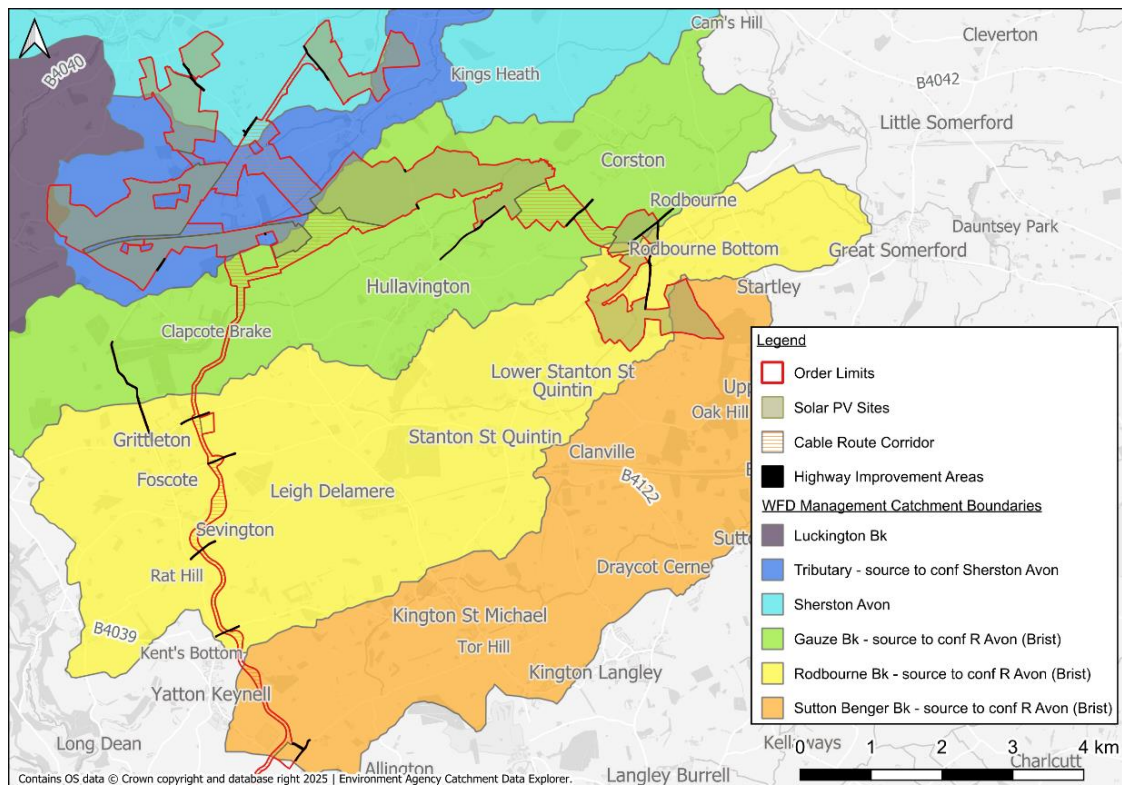 Cam's Hill
Cleverton
B4040
Kings Heath
B4042
Little Somerford
Corston
Rodbourne
Dauntsey Park
Rodbourne Bottom
Great Somerford
Hullavington
Startley
Clapcote Brake
Lower Stanton St
Quintin
Upp
Oak Hill
Grittleton
Stanton St Quintin
Clanville
Foscote
Leigh Delamere
B4122
Sevington
Sutto
Rat Hill
Draycot Cerne
B4039
Kington St Michael
Tor Hill
Kent's Bottom
Kington Langley
Yatton Keynell
Long Dean
Allington
Langley Burrell
Kellaways
Charlcutt
Legend
Order Limits
Solar PV Sites
Cable Route Corridor
Highway Improvement Areas
WFD Management Catchment Boundaries
Luckington Bk
Tributary - source to conf Sherston Avon
Sherston Avon
Gauze Bk - source to conf R Avon (Brist)
Rodbourne Bk - source to conf R Avon (Brist)
Sutton Benger Bk - source to conf R Avon (Brist)
0 1 2 3 4 km
Contains OS data © Crown copyright and database right 2025 | Environment Agency Catchment Data Explorer.